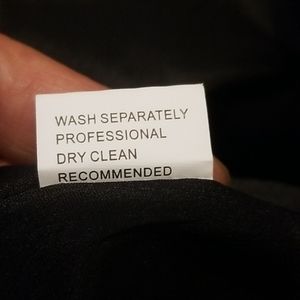 WASH SEPARATELY
PROFESSIONAL
DRY CLEAN
RECOMMENDED